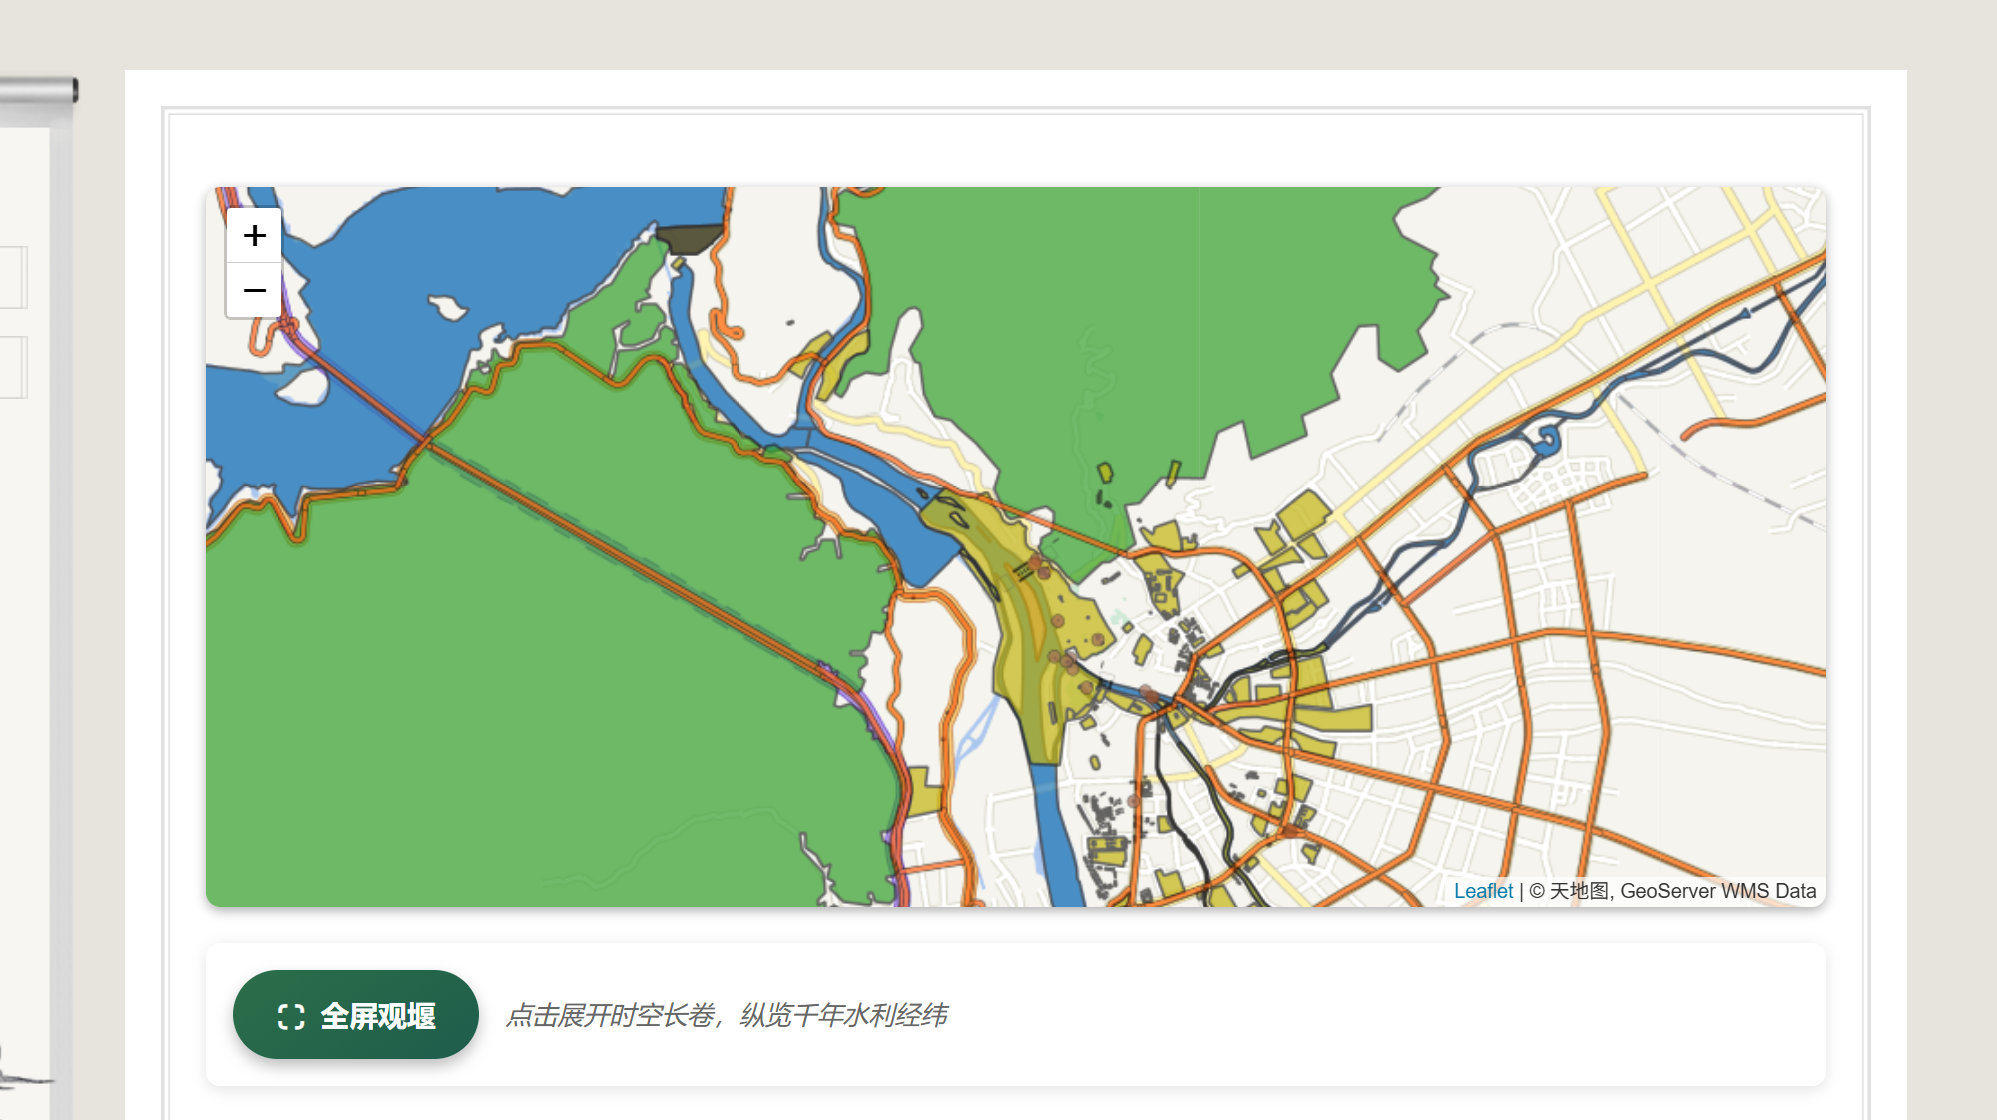 +
−
Leaflet | © 天地图, GeoServer WMS Data
全屏观堰
点击展开时空长卷，纵览千年水利经纬